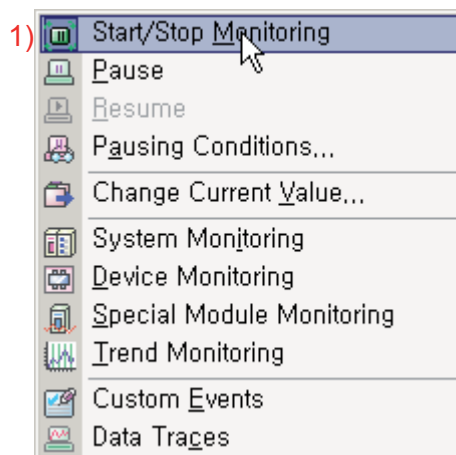 1) Start/Stop Monitoring
Pause
Resume
Pausing Conditions...
Change Current Value...
System Monitoring
Device Monitoring
Special Module Monitoring
Trend Monitoring
Custom Events
Data Traces